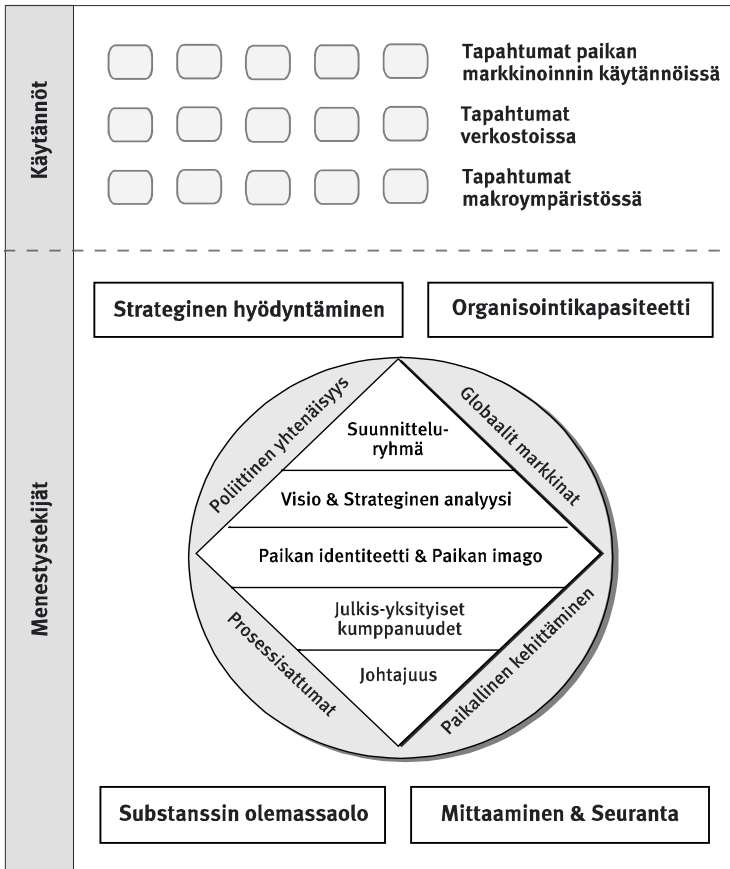 Käytännöt
Tapahtumat paikan
markkinoinnin käytännöissä
Tapahtumat
verkostoissa
Tapahtumat
makroympäristössä
Menestystekijät
Strateginen hyödyntäminen
Organisointikapasiteetti
Poliittinen yhtenäisyys
Globaalit markkinat
Suunnittelu-
ryhmä
Visio & Strateginen analyysi
Paikan identiteetti & Paikan imago
Julkis-yksityiset
kumppanuudet
Johtajuus
Prosessisattumat
Paikallinen kehittäminen
Substanssin olemassaolo
Mittaaminen & Seuranta